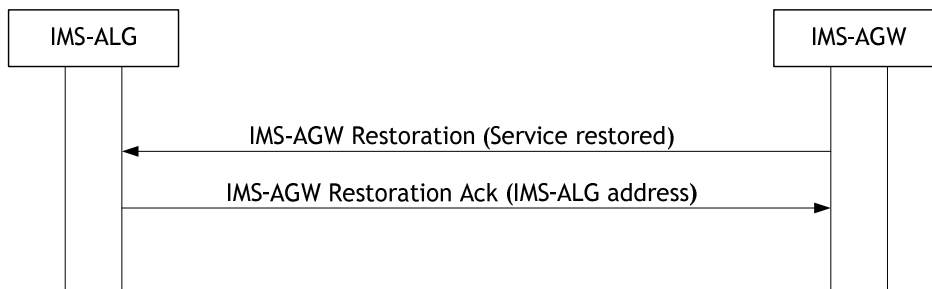 IMS-ALG
IMS-AGW
IMS-AGW Restoration (Service restored)
IMS-AGW Restoration Ack (IMS-ALG address)